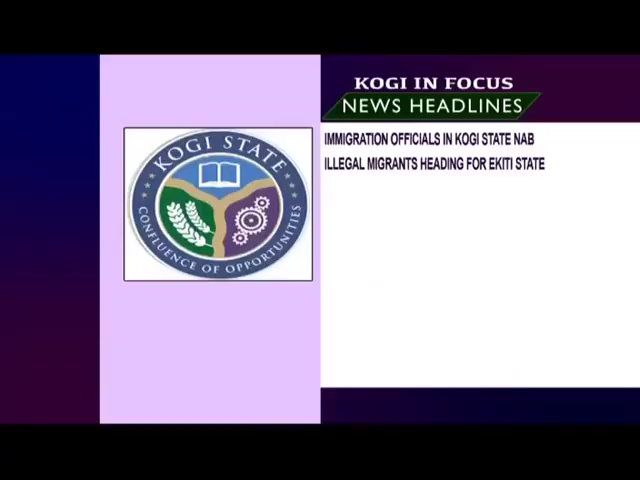 KOGI IN FOCUS
NEWS HEADLINES
IMMIGRATION OFFICIALS IN KOGI STATE NAB
ILLEGAL MIGRANTS HEADING FOR EKITI STATE
KOGI STATE
CONFLUENCE OF OPPORTUNITIES